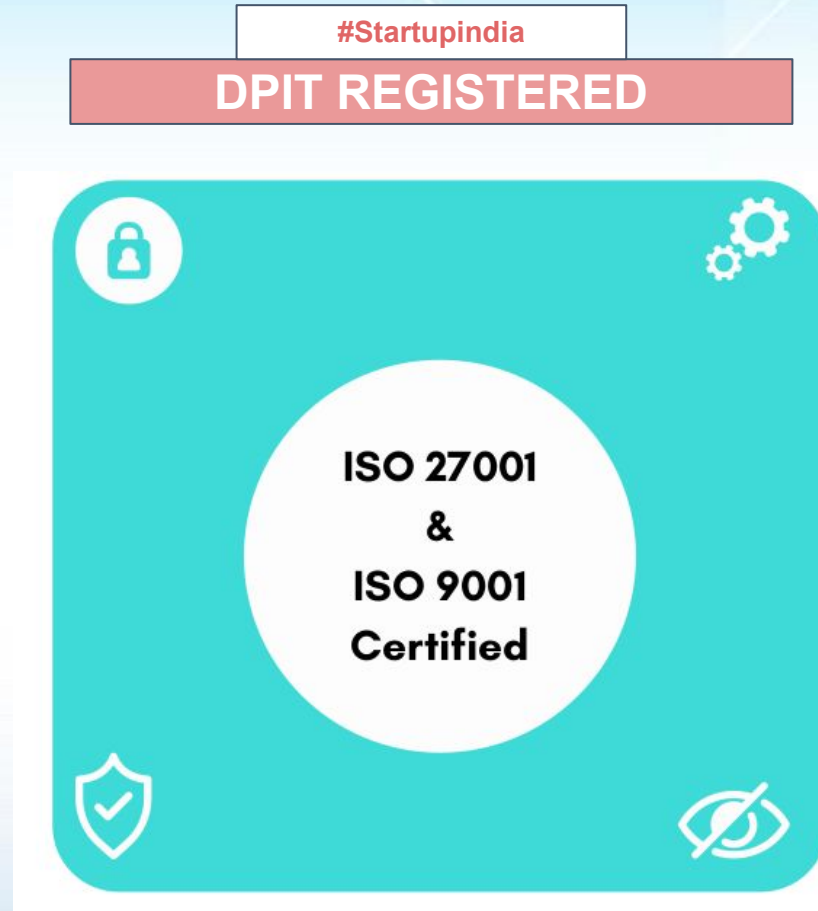 #Startupindia
DPIT REGISTERED
ISO 27001
&
ISO 9001
Certified